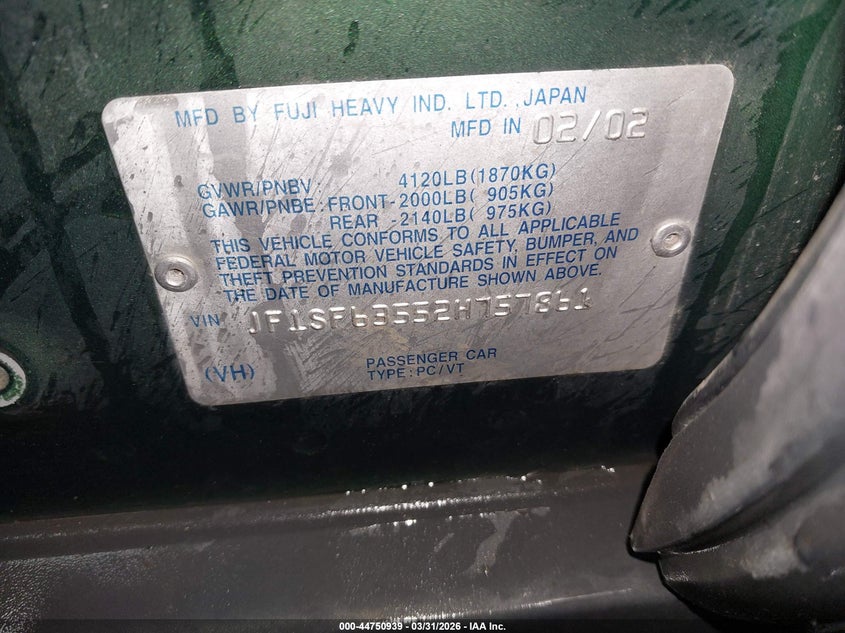 MFD BY FUJI HEAVY IND. LTD. ,JAPAN
MFD IN 02/02
GVWR/PNBV : 4120LB(1870KG)
GAWR/PNBE : FRONT-2000LB( 905KG)
REAR -2140LB( 975KG)
THIS VEHICLE CONFORMS TO ALL APPLICABLE
FEDERAL MOTOR VEHICLE SAFETY, BUMPER, AND
THEFT PREVENTION STANDARDS IN EFFECT ON
THE DATE OF MANUFACTURE SHOWN ABOVE.
VIN: JF1SF63552H757861
(VH)
PASSENGER CAR
TYPE: PC/VT
000-44750939 - 03/31/2026 - IAA Inc.